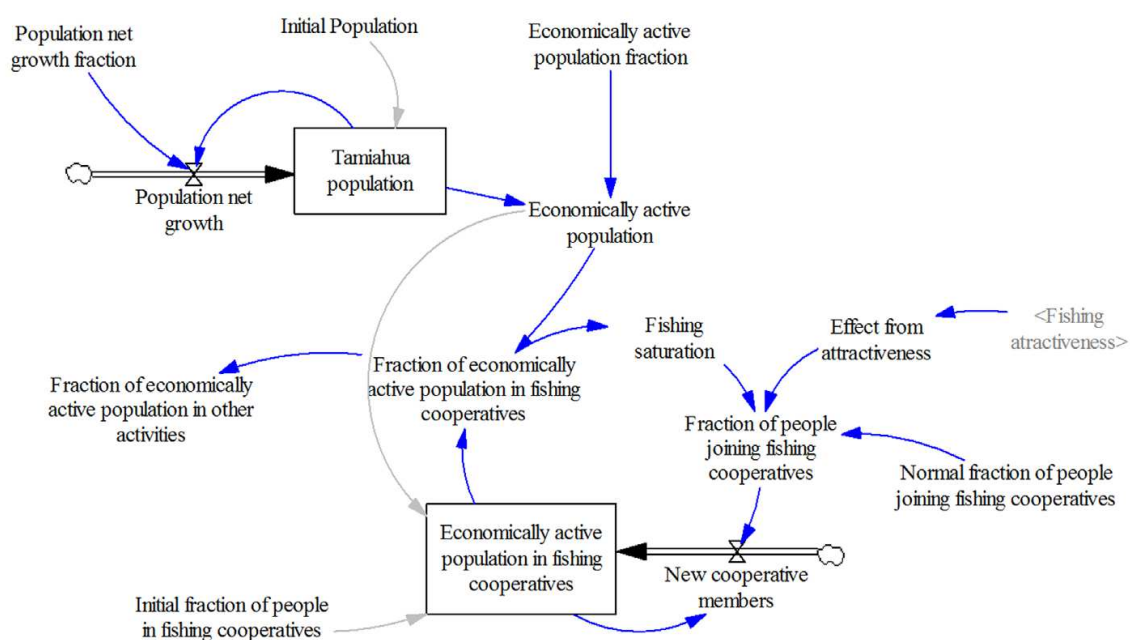 Population net
growth fraction
Initial Population
Economically active
population fraction
Tamiahua
population
Population net
growth
Economically active
population
Fishing
saturation
Effect from
attractiveness
<Fishing
atractiveness>
Fraction of economically
active population in other
activities
Fraction of economically
active population in fishing
cooperatives
Fraction of people
joining fishing
cooperatives
Normal fraction of people
joining fishing cooperatives
Economically active
population in fishing
cooperatives
New cooperative
members
Initial fraction of people
in fishing cooperatives